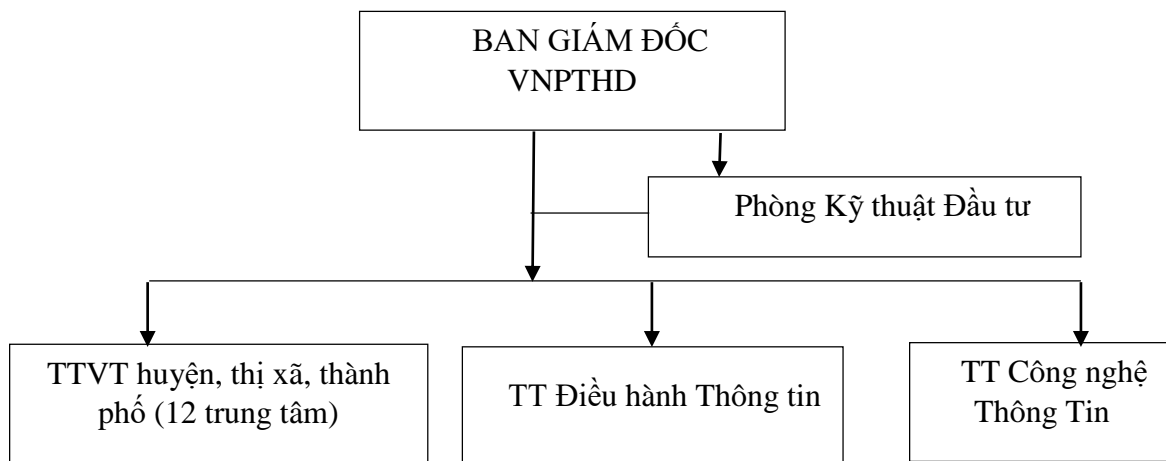 BAN GIÁM ĐỐC
VNPTHD
Phòng Kỹ thuật Đầu tư
TTVT huyện, thị xã, thành
phố (12 trung tâm)
TT Điều hành Thông tin
TT Công nghệ
Thông Tin